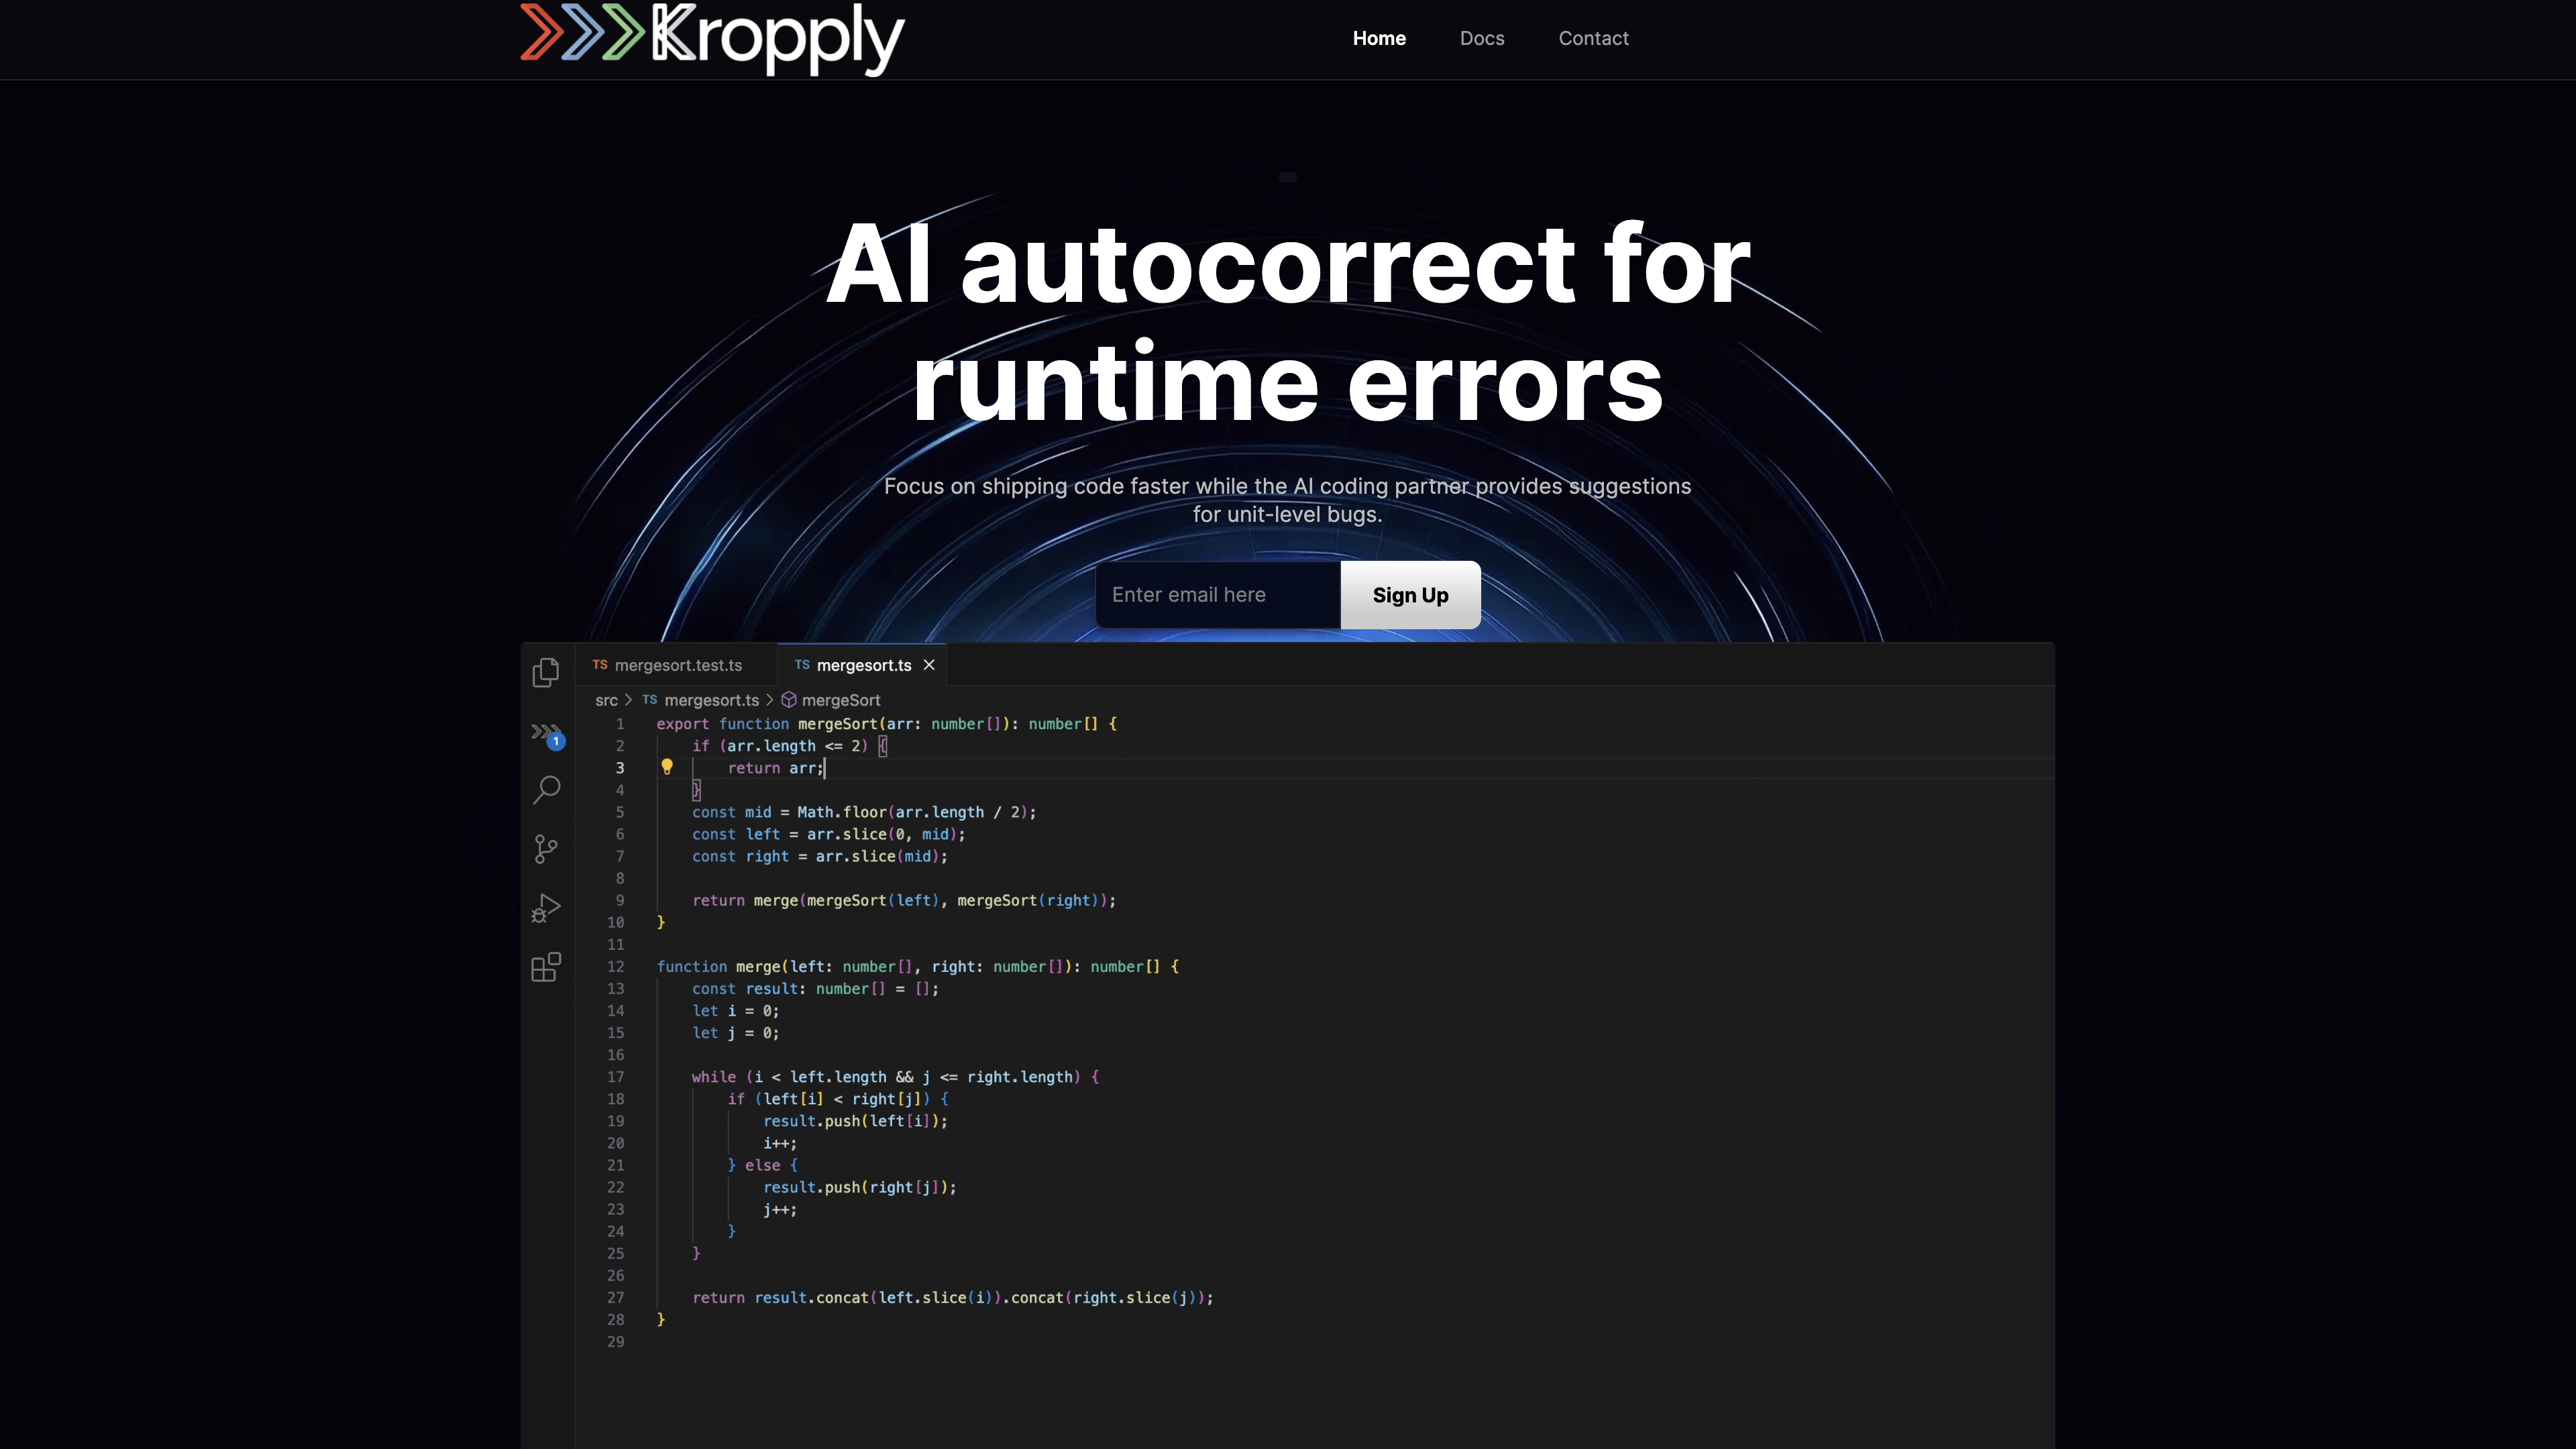 Kropply
Home
Docs
Contact
AI autocorrect for
runtime errors
Focus on shipping code faster while the AI coding partner provides suggestions
for unit-level bugs.
Enter email here
Sign Up
TS mergesort.test.ts
TS mergesort.ts
src > TS mergesort.ts > mergeSort
1
1 export function mergeSort(arr: number[]): number[] {
2     if (arr.length <= 2) {
3         return arr;
4     }
5     const mid = Math.floor(arr.length / 2);
6     const left = arr.slice(0, mid);
7     const right = arr.slice(mid);
8
9     return merge(mergeSort(left), mergeSort(right));
10 }
11
12 function merge(left: number[], right: number[]): number[] {
13     const result: number[] = [];
14     let i = 0;
15     let j = 0;
16
17     while (i < left.length && j <= right.length) {
18         if (left[i] < right[j]) {
19             result.push(left[i]);
20             i++;
21         } else {
22             result.push(right[j]);
23             j++;
24         }
25     }
26
27     return result.concat(left.slice(i)).concat(right.slice(j));
28 }
29